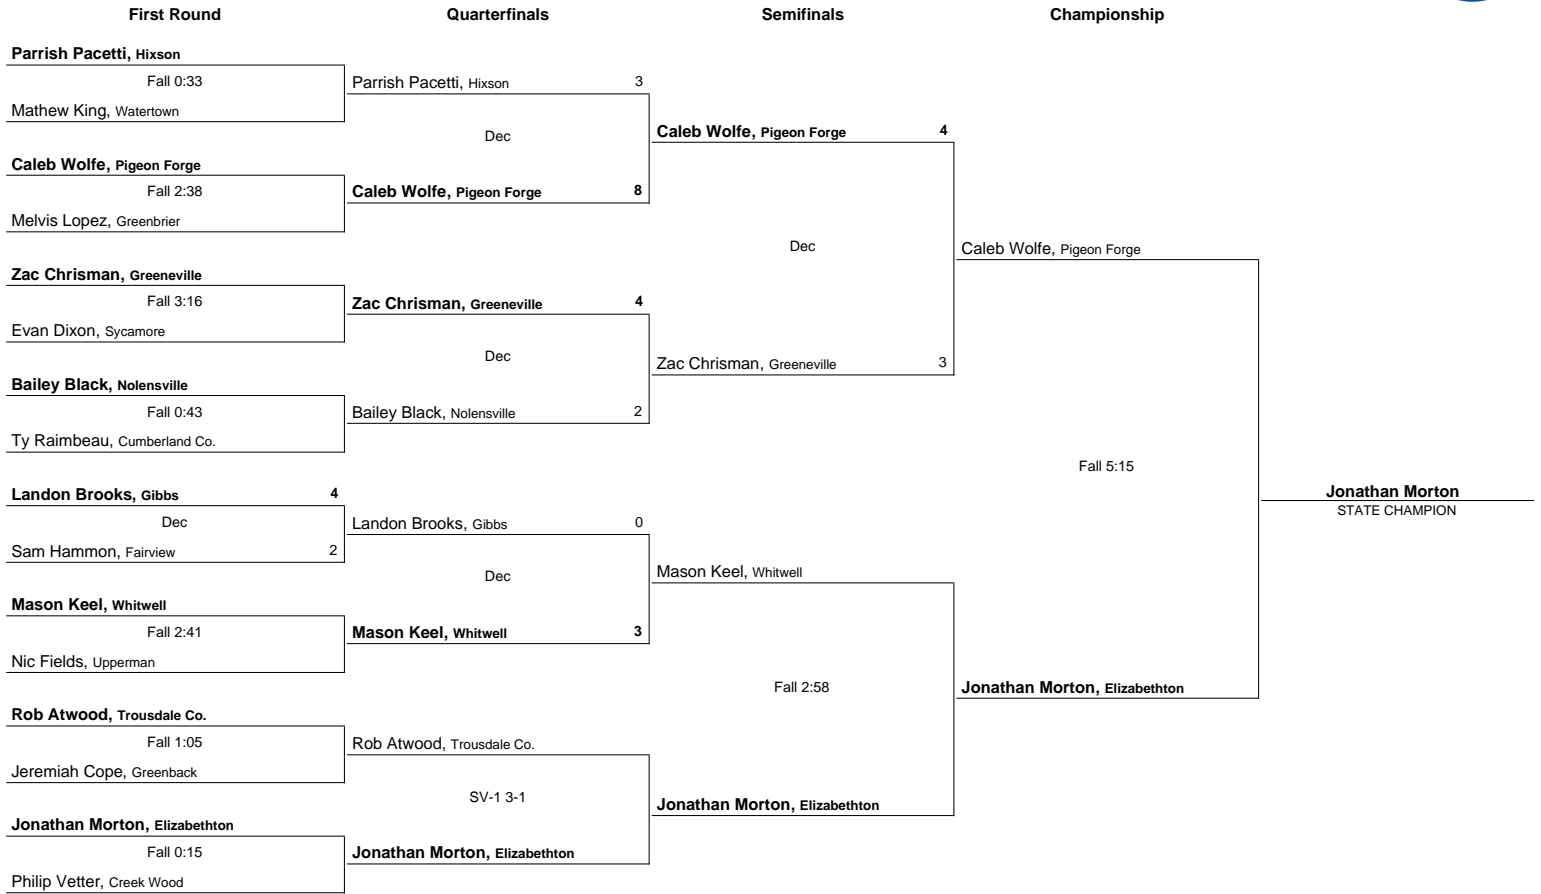 First Round
Quarterfinals
Semifinals
Championship
Parrish Pacetti, Hixson
Fall 0:33
Mathew King, Watertown
Caleb Wolfe, Pigeon Forge
Fall 2:38
Melvis Lopez, Greenbrier
Zac Chrisman, Greeneville
Fall 3:16
Evan Dixon, Sycamore
Bailey Black, Nolensville
Fall 0:43
Ty Raimbeau, Cumberland Co.
Landon Brooks, Gibbs 4
Dec
Sam Hammon, Fairview 2
Mason Keel, Whitwell
Fall 2:41
Nic Fields, Upperman
Rob Atwood, Trousdale Co.
Fall 1:05
Jeremiah Cope, Greenback
Jonathan Morton, Elizabethton
Fall 0:15
Philip Vetter, Creek Wood
Parrish Pacetti, Hixson 3
Dec
Caleb Wolfe, Pigeon Forge 8
Zac Chrisman, Greeneville 4
Dec
Bailey Black, Nolensville 2
Landon Brooks, Gibbs 0
Dec
Mason Keel, Whitwell 3
Rob Atwood, Trousdale Co.
SV-1 3-1
Jonathan Morton, Elizabethton
Caleb Wolfe, Pigeon Forge 4
Dec
Zac Chrisman, Greeneville 3
Mason Keel, Whitwell
Fall 2:58
Jonathan Morton, Elizabethton
Caleb Wolfe, Pigeon Forge
Fall 5:15
Jonathan Morton, Elizabethton
Jonathan Morton
STATE CHAMPION